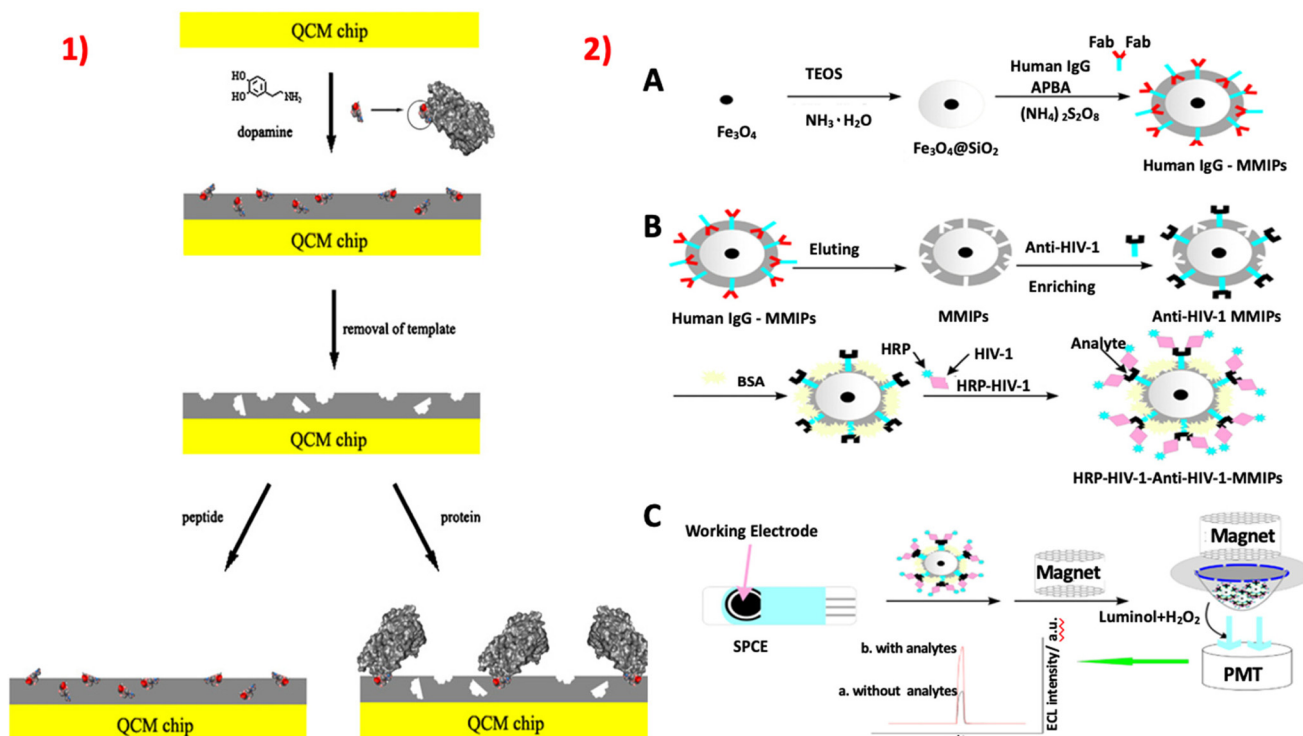 1)
QCM chip
HO
HO
NH2
dopamine
QCM chip
removal of template
QCM chip
peptide
protein
QCM chip
QCM chip
2)
A
Fe3O4
TEOS
NH3 · H2O
Fe3O4@SiO2
Fab Fab
Human IgG
APBA
(NH4) 2S2O8
Human IgG - MMIPs
B
Human IgG - MMIPs
Eluting
MMIPs
Anti-HIV-1
Enriching
Anti-HIV-1 MMIPs
BSA
HRP
HIV-1
HRP-HIV-1
Analyte
HRP-HIV-1-Anti-HIV-1-MMIPs
C
Working Electrode
SPCE
Magnet
Magnet
Luminol+H2O2
PMT
b. with analytes
a. without analytes
ECL intensity/ a.u.